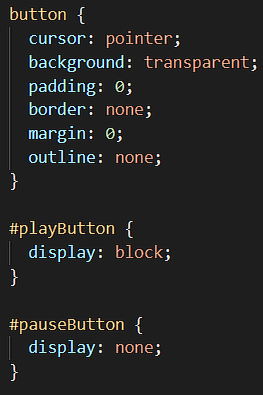 button {
  cursor: pointer;
  background: transparent;
  padding: 0;
  border: none;
  margin: 0;
  outline: none;
}

#playButton {
  display: block;
}

#pauseButton {
  display: none;
}